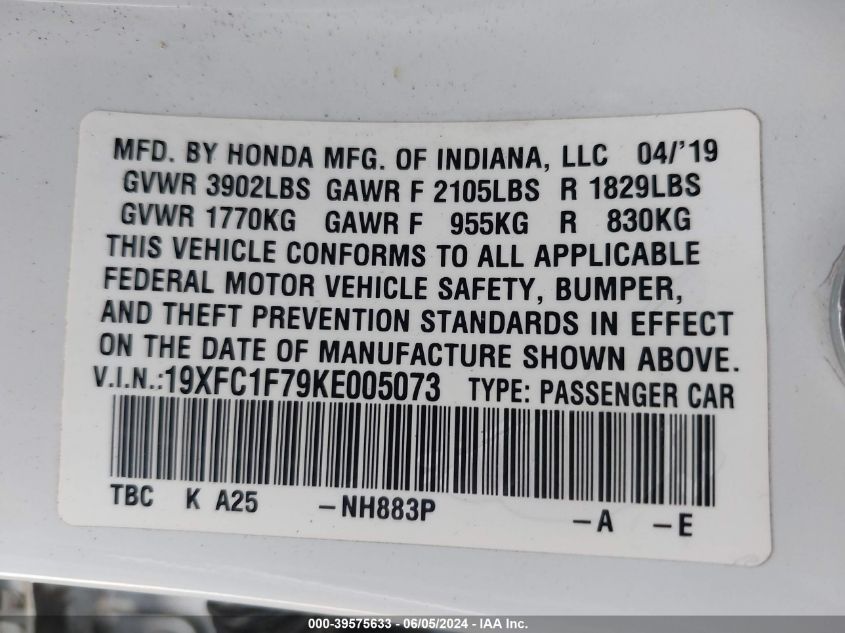 MFD. BY HONDA MFG. OF INDIANA, LLC 04/'19
GVWR 3902LBS GAWR F 2105LBS R 1829LBS
GVWR 1770KG GAWR F 955KG R 830KG
THIS VEHICLE CONFORMS TO ALL APPLICABLE
FEDERAL MOTOR VEHICLE SAFETY, BUMPER,
AND THEFT PREVENTION STANDARDS IN EFFECT
ON THE DATE OF MANUFACTURE SHOWN ABOVE.
V.I.N.:19XFC1F79KE005073 TYPE: PASSENGER CAR
TBC K A25 -NH883P -A -E
000-39575633 - 06/05/2024 - IAA Inc.